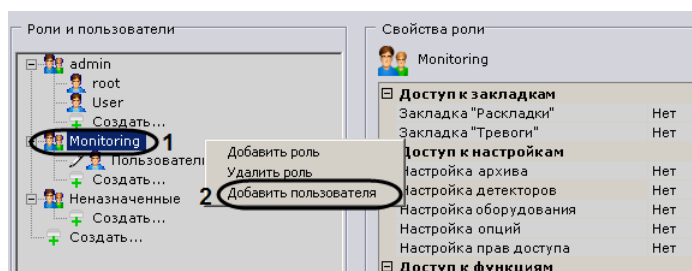 Роли и пользователи
admin
root
User
Создать...
Monitoring
1
Создать...
Неназначенные
Создать...
Создать...
Добавить роль
Удалить роль
2
Добавить пользователя
Свойства роли
Monitoring
Доступ к закладкам
Закладка "Раскладки" Нет
Закладка "Тревоги" Нет
Доступ к настройкам
Настройка архива Нет
Настройка детекторов Нет
Настройка оборудования Нет
Настройка опций Нет
Настройка прав доступа Нет
Доступ к функциям